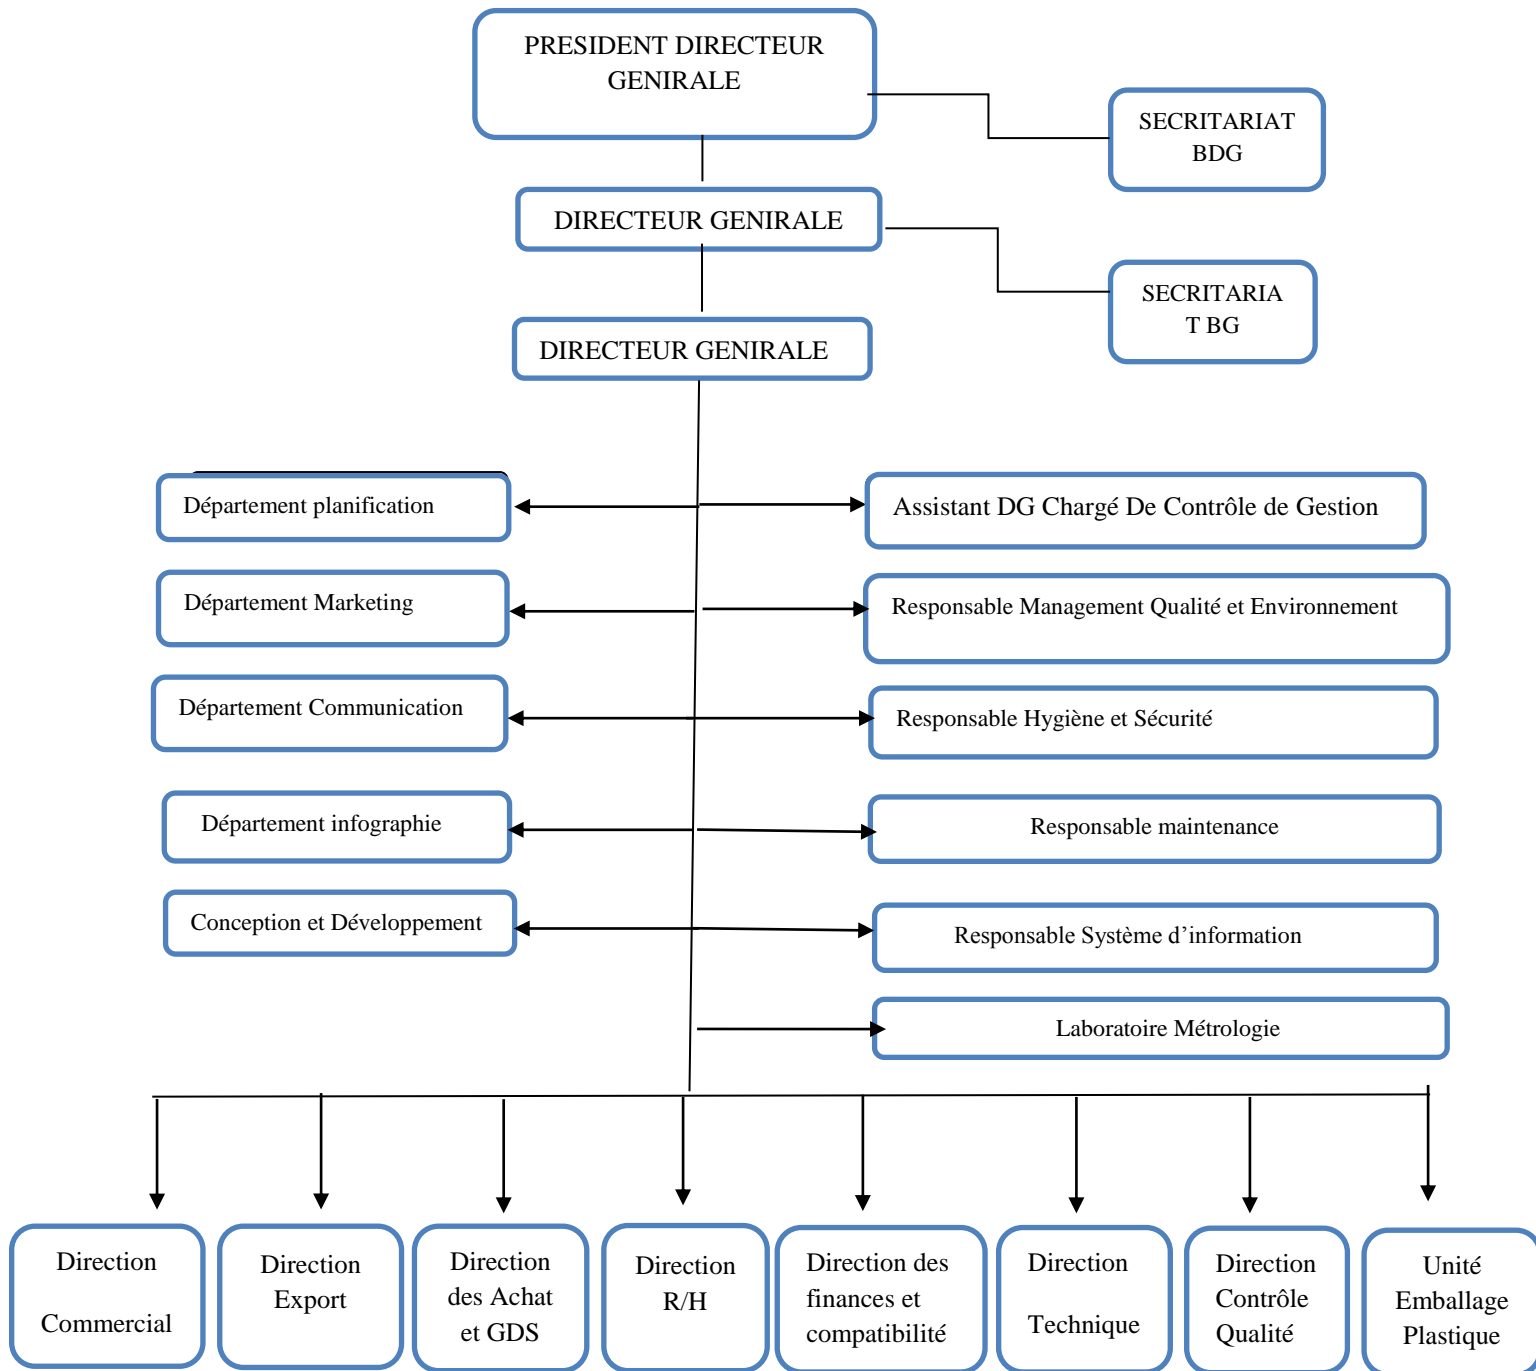 PRESIDENT DIRECTEUR
GENIRALE
SECRITARIAT
BDG
DIRECTEUR GENIRALE
SECRITARIA
T BG
DIRECTEUR GENIRALE
Département planification
Assistant DG Chargé De Contrôle de Gestion
Département Marketing
Responsable Management Qualité et Environnement
Département Communication
Responsable Hygiène et Sécurité
Département infographie
Responsable maintenance
Conception et Développement
Responsable Système d’information
Laboratoire Métrologie
Direction
Commercial
Direction
Export
Direction
des Achat
et GDS
Direction
R/H
Direction des
finances et
compatibilité
Direction
Technique
Direction
Contrôle
Qualité
Unité
Emballage
Plastique